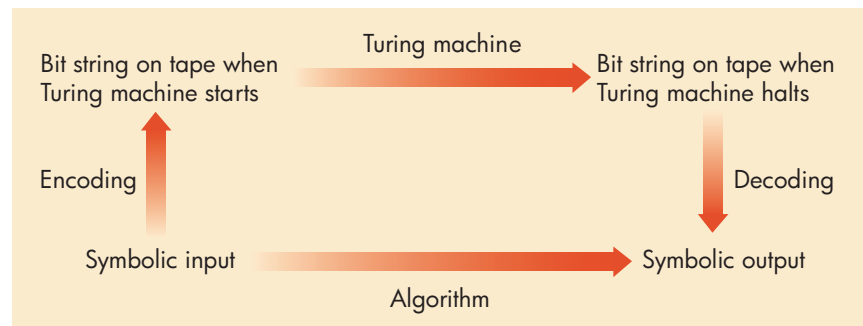 Turing machine
Bit string on tape when
Turing machine starts
Bit string on tape when
Turing machine halts
Encoding
Decoding
Symbolic input
Symbolic output
Algorithm